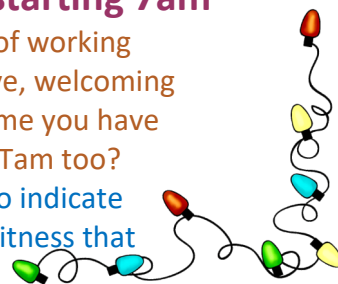 starting 7am
of working
ve, welcoming
me you have
Tam too?
o indicate
itness that